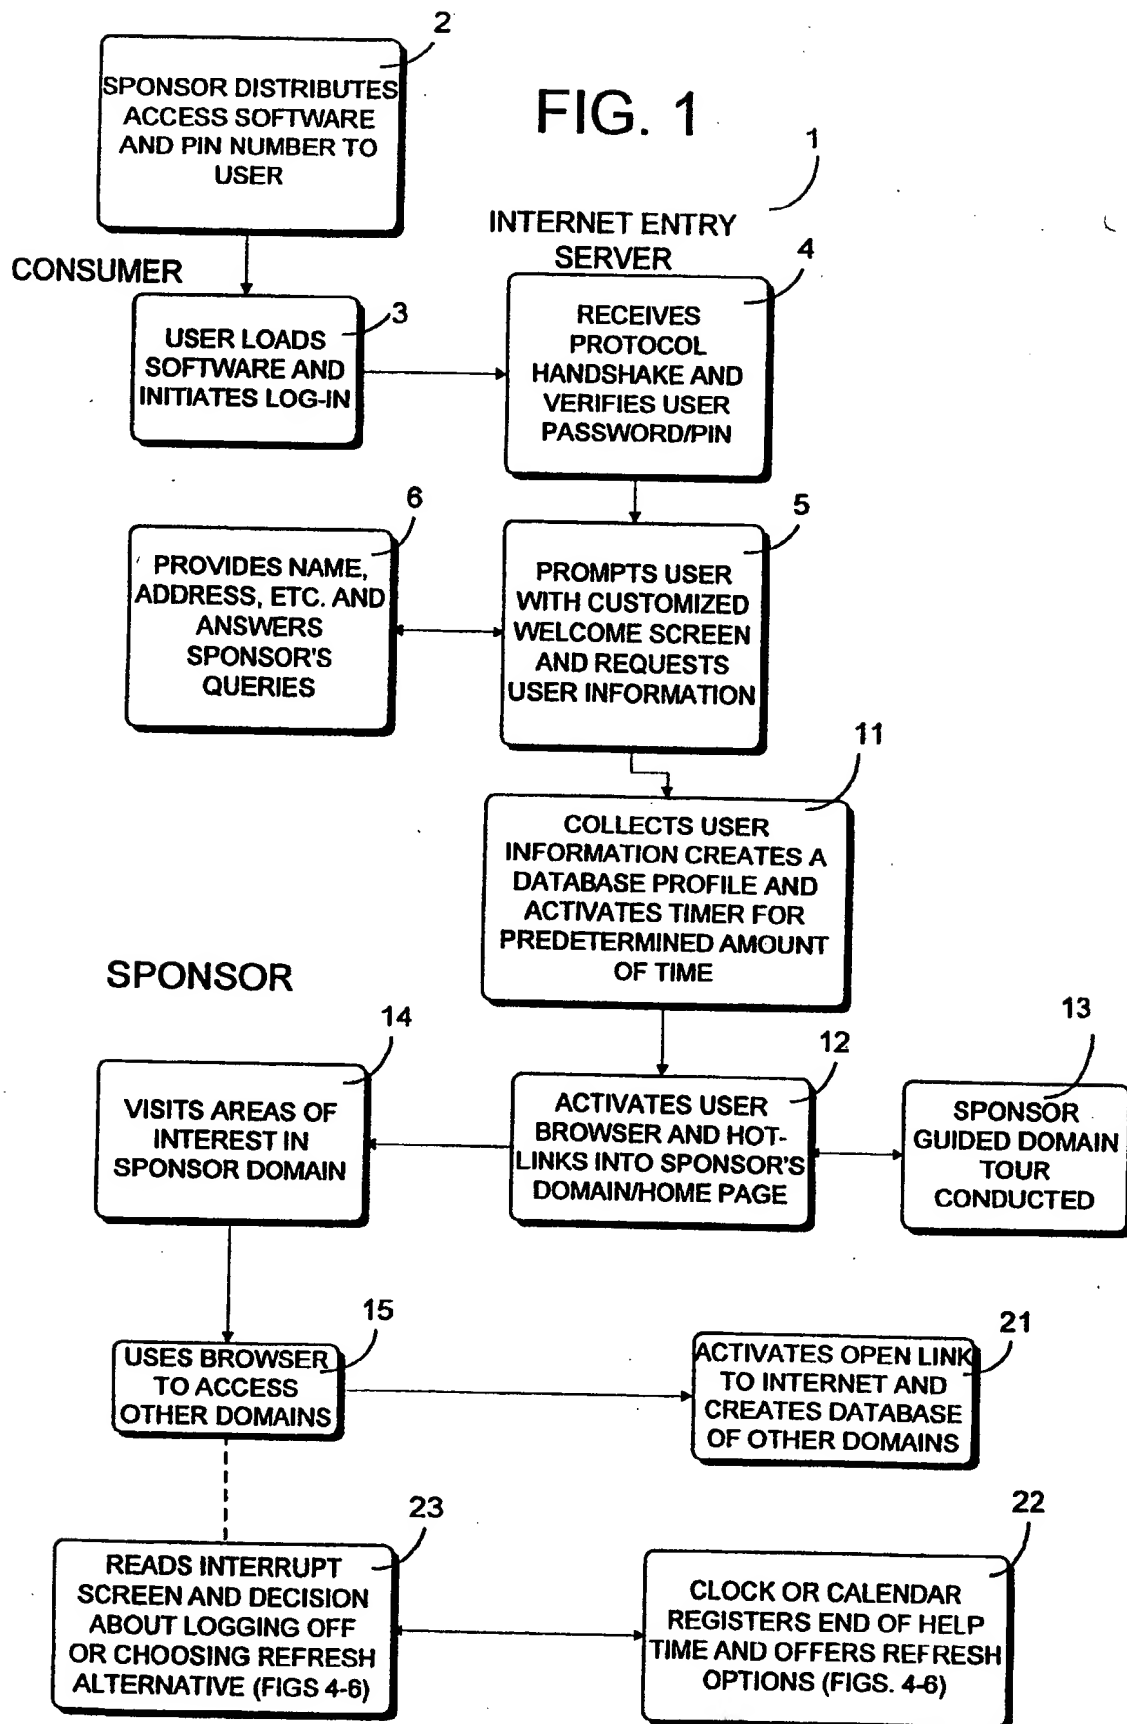 2
SPONSOR DISTRIBUTES
ACCESS SOFTWARE
AND PIN NUMBER TO
USER
FIG. 1
1
INTERNET ENTRY
SERVER
CONSUMER
3
USER LOADS
SOFTWARE AND
INITIATES LOG-IN
4
RECEIVES
PROTOCOL
HANDSHAKE AND
VERIFIES USER
PASSWORD/PIN
6
PROVIDES NAME,
ADDRESS, ETC. AND
ANSWERS
SPONSOR'S
QUERIES
5
PROMPTS USER
WITH CUSTOMIZED
WELCOME SCREEN
AND REQUESTS
USER INFORMATION
11
COLLECTS USER
INFORMATION CREATES A
DATABASE PROFILE AND
ACTIVATES TIMER FOR
PREDETERMINED AMOUNT
OF TIME
SPONSOR
14
VISITS AREAS OF
INTEREST IN
SPONSOR DOMAIN
12
ACTIVATES USER
BROWSER AND HOT-
LINKS INTO SPONSOR'S
DOMAIN/HOME PAGE
13
SPONSOR
GUIDED DOMAIN
TOUR
CONDUCTED
15
USES BROWSER
TO ACCESS
OTHER DOMAINS
21
ACTIVATES OPEN LINK
TO INTERNET AND
CREATES DATABASE
OF OTHER DOMAINS
23
READS INTERRUPT
SCREEN AND DECISION
ABOUT LOGGING OFF
OR CHOOSING REFRESH
ALTERNATIVE (FIGS 4-6)
22
CLOCK OR CALENDAR
REGISTERS END OF HELP
TIME AND OFFERS REFRESH
OPTIONS (FIGS. 4-6)